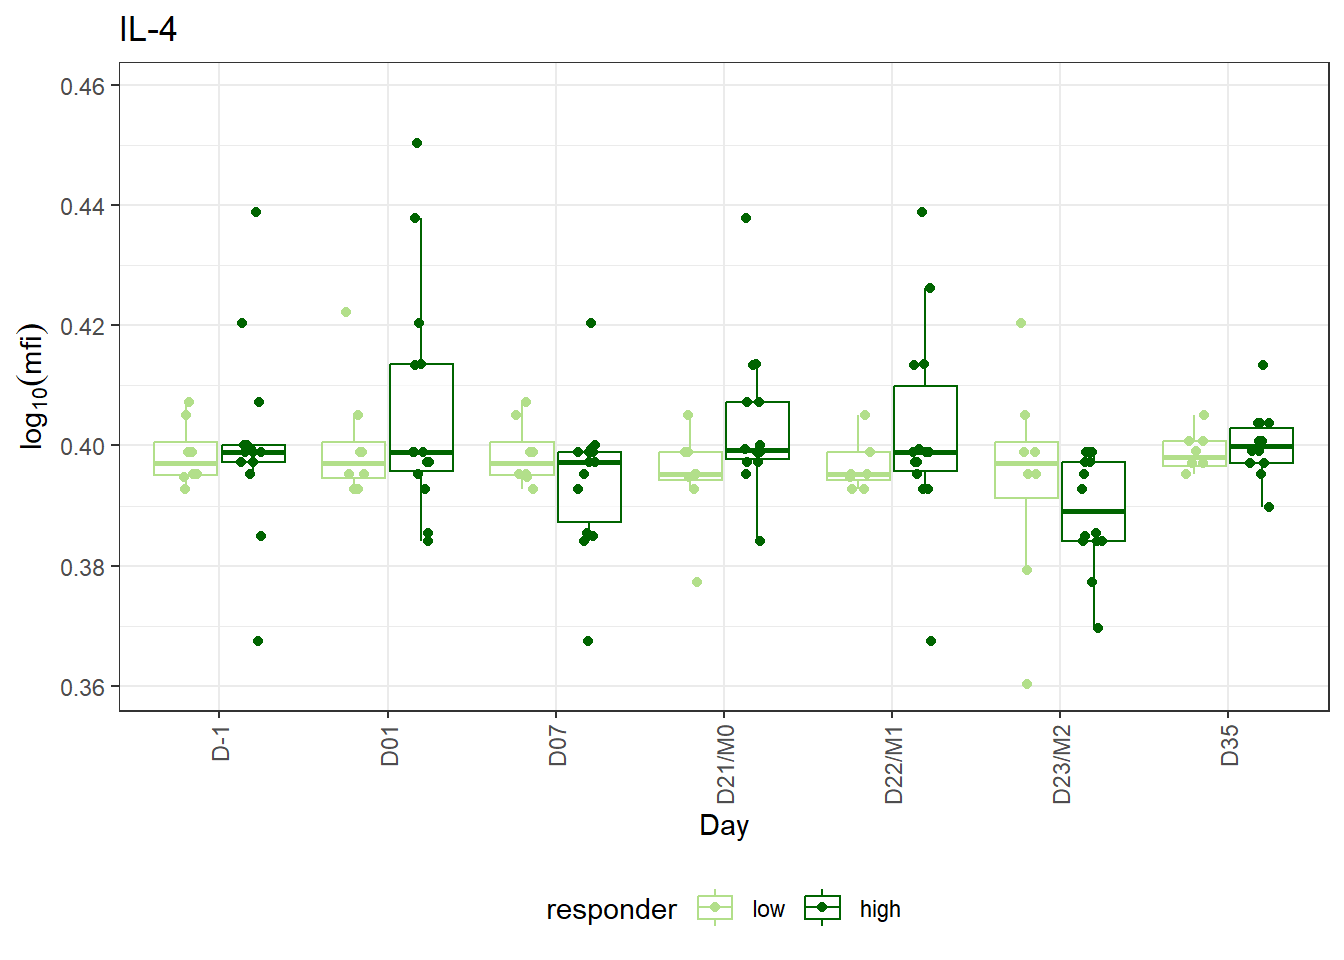 IL-4
0.46
0.44
0.42
0.40
0.38
0.36
log10(mfi)
D-1
D01
D07
D21/M0
D22/M1
D23/M2
D35
Day
responder low high